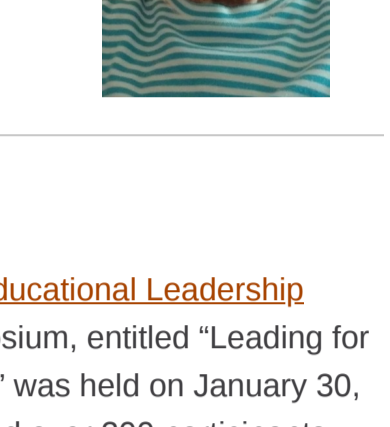 ducational Leadership
sium, entitled “Leading for
” was held on January 30,